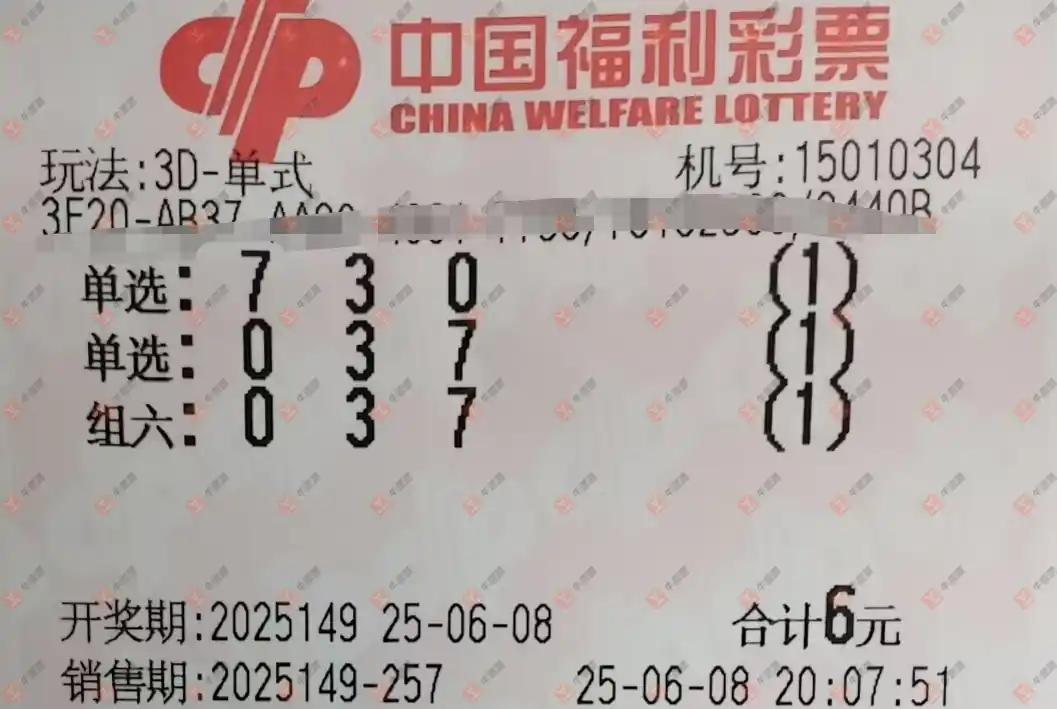 中国福利彩票
CHINA WELFARE LOTTERY
玩法:3D-单式 机号:15010304
3F20-AB37
单选: 7 3 0 (1)
单选: 0 3 7 (1)
组六: 0 3 7 (1)
开奖期:2025149 25-06-08 合计6元
销售期:2025149-257 25-06-08 20:07:51